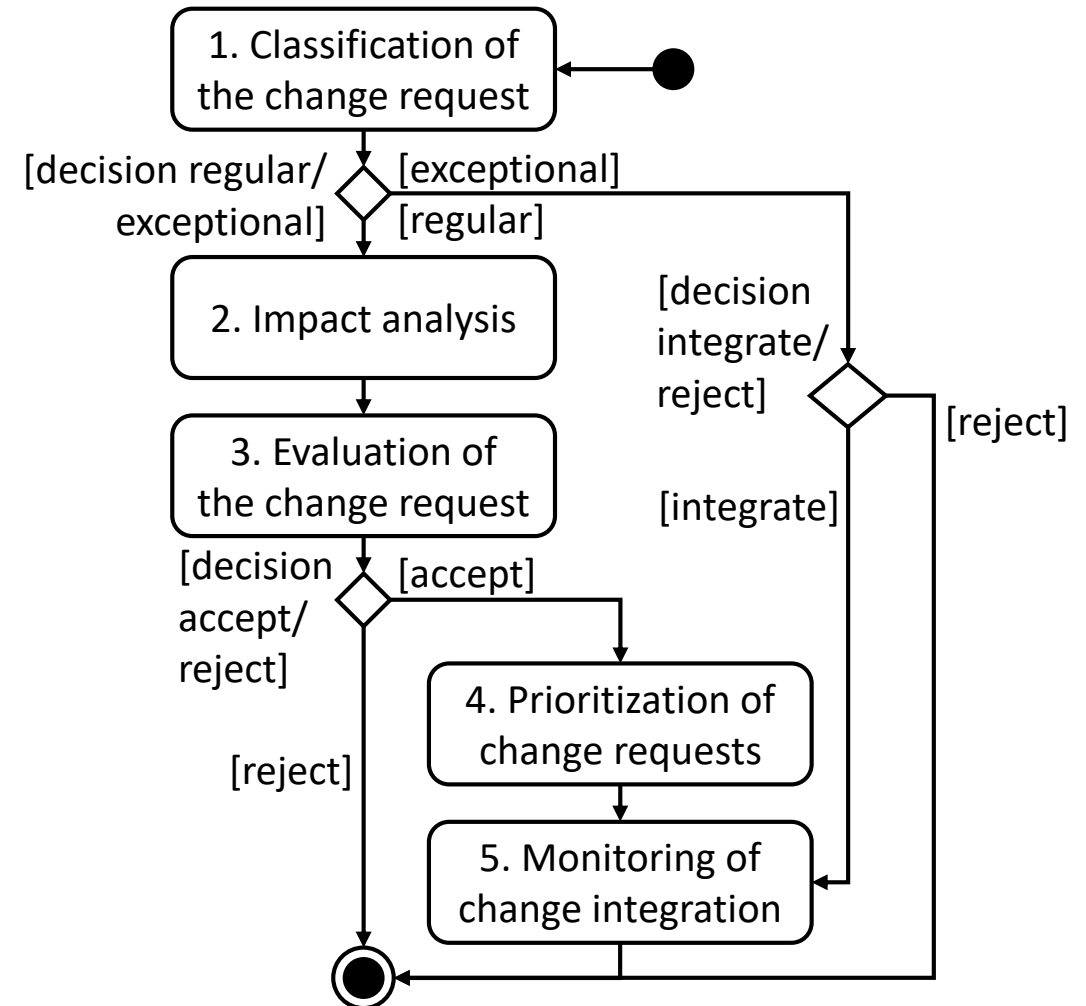 1. Classification of
the change request
[decision regular/
exceptional]
[exceptional]
[regular]
2. Impact analysis
[decision
integrate/
reject]
[reject]
3. Evaluation of
the change request
[integrate]
[decision
accept/
reject]
[accept]
4. Prioritization of
change requests
[reject]
5. Monitoring of
change integration